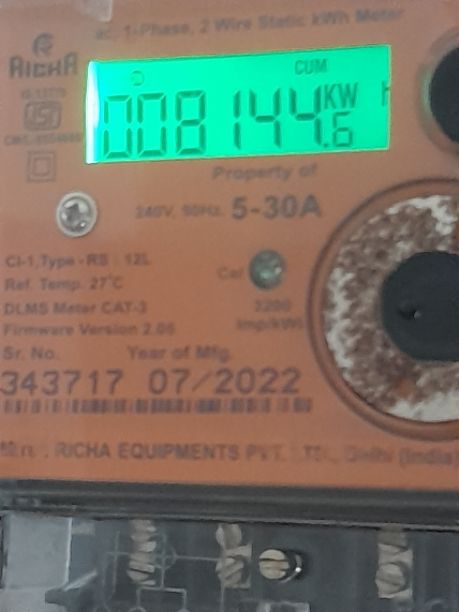 ac, 1-Phase, 2 Wire Static kWh Meter
RICHA
CUM
008144.6 KW h
Property of
240V, 50Hz, 5-30A
Cl-1, Type - RS : 12L
Ref. Temp. 27°C
Cal
DLMS Meter CAT-3
3200
Imp/kWh
Firmware Version 2.00
Sr. No. Year of Mfg.
343717 07/2022
RICHA EQUIPMENTS PVT. LTD., Delhi (India)